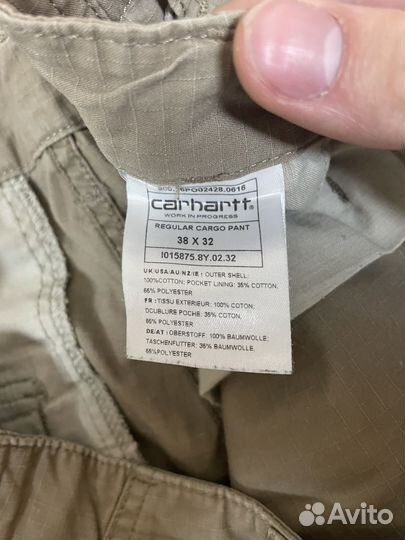 carhartt
WORK IN PROGRESS
REGULAR CARGO PANT
38 X 32
I015875.8Y.02.32
UK/USA/AU/NZ/IE: OUTER SHELL:
100%COTTON; POCKET LINING: 35% COTTON,
65% POLYESTER
FR: TISSU EXTERIEUR: 100% COTON;
DCUBLURE POCHE: 35% COTON,
65% POLYESTER
DE/AT: OBERSTOFF: 100% BAUMWOLLE;
TASCHENFUTTER: 35% BAUMWOLLE,
65%POLYESTER
Avito